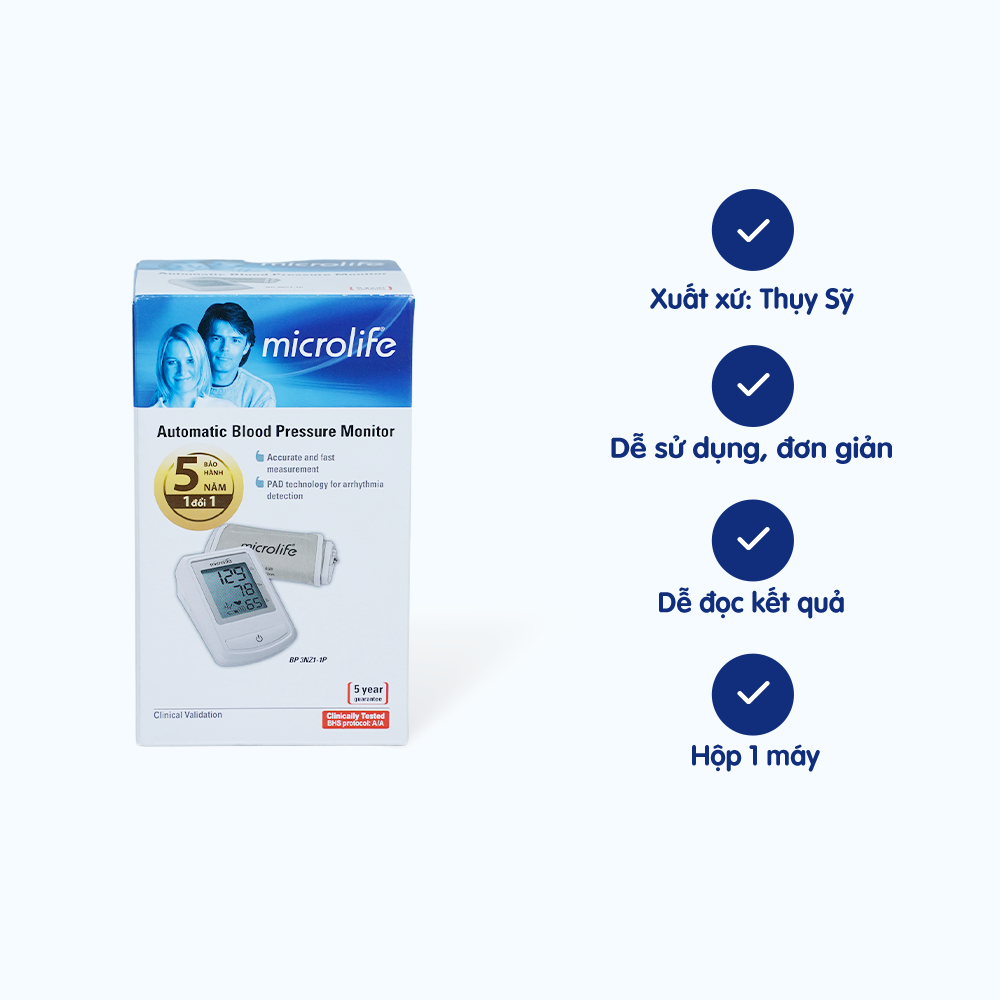 microlife
Automatic Blood Pressure Monitor
microlife
Automatic Blood Pressure Monitor
5 BẢO HÀNH NĂM
1 đổi 1
Accurate and fast
measurement
PAD technology for arrhythmia
detection
microlife
microlife
129
78
65
BP 3NZ1-1P
5 year
guarantee
Clinical Validation
Clinically Tested
BHS protocol: A/A
Xuất xứ: Thụy Sỹ
Dễ sử dụng, đơn giản
Dễ đọc kết quả
Hộp 1 máy